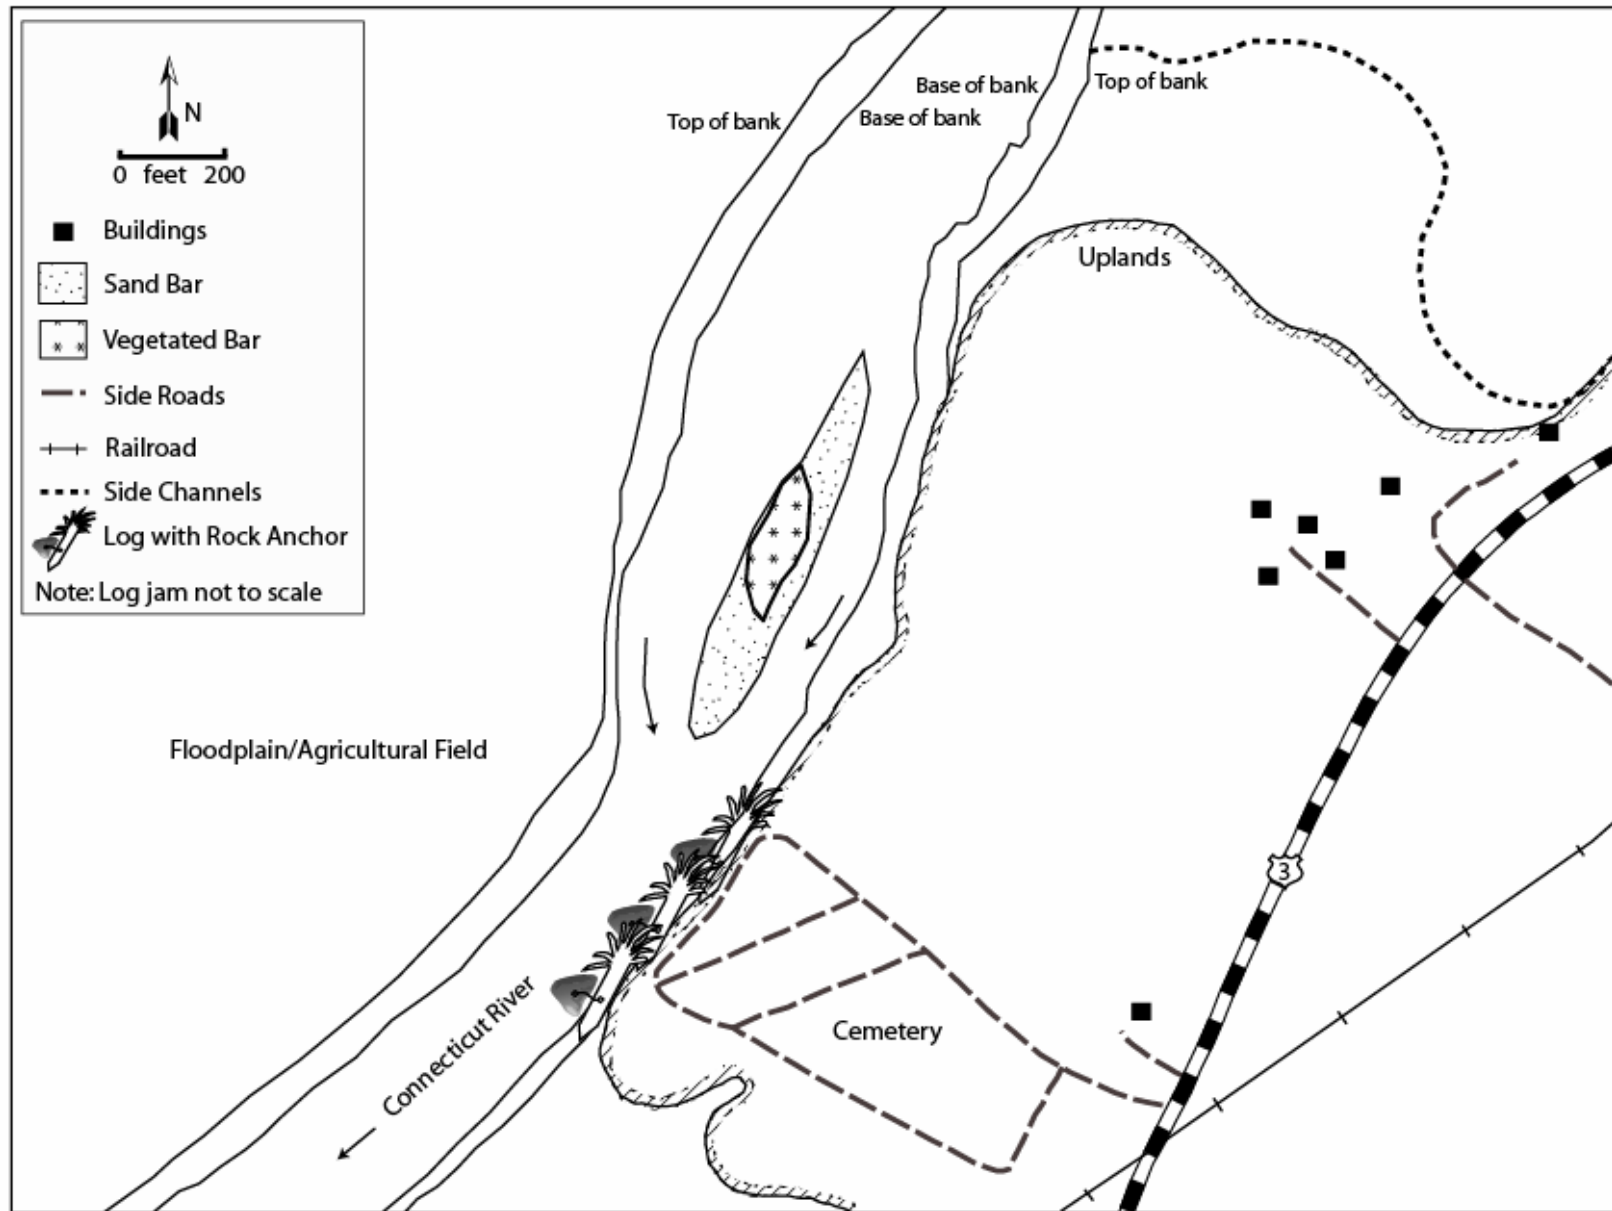 N
0 feet 200
Buildings
Sand Bar
Vegetated Bar
Side Roads
Railroad
Side Channels
Log with Rock Anchor
Note: Log jam not to scale
Top of bank
Base of bank
Base of bank
Top of bank
Uplands
Floodplain/Agricultural Field
3
Connecticut River
Cemetery